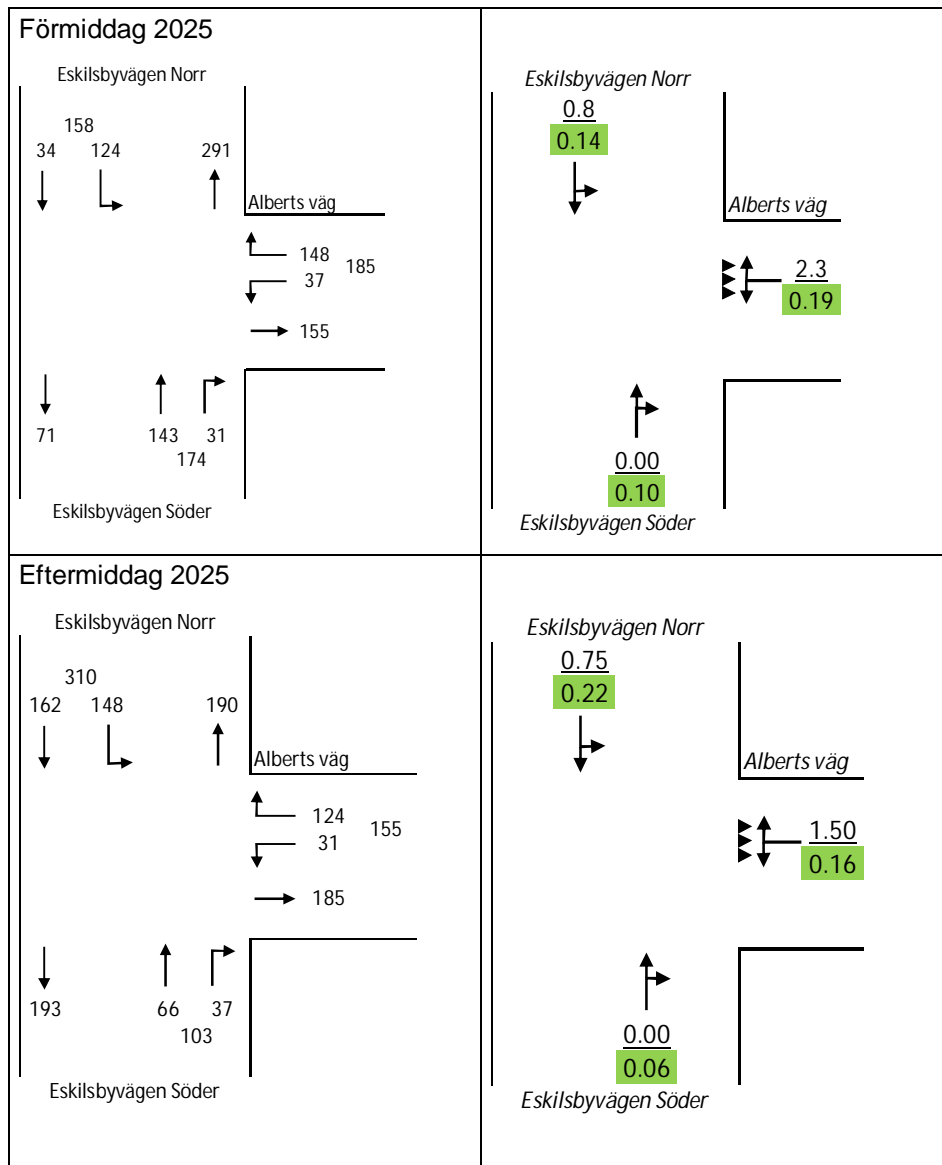 Förmiddag 2025
Eskilsbyvägen Norr
158
34 124 291
Alberts väg
148
185
37
155
71 143 31
174
Eskilsbyvägen Söder
Eskilsbyvägen Norr
0.8
0.14
Alberts väg
2.3
0.19
0.00
0.10
Eskilsbyvägen Söder
Eftermiddag 2025
Eskilsbyvägen Norr
310
162 148 190
Alberts väg
124
155
31
185
193 66 37
103
Eskilsbyvägen Söder
Eskilsbyvägen Norr
0.75
0.22
Alberts väg
1.50
0.16
0.00
0.06
Eskilsbyvägen Söder